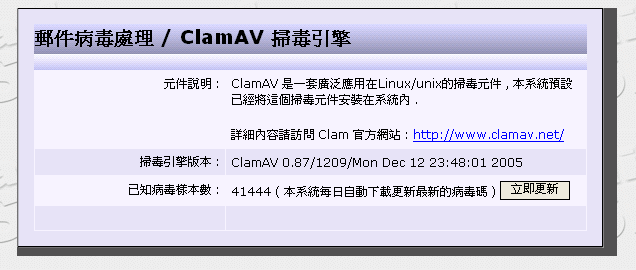 郵件病毒處理 / ClamAV 掃毒引擎
元件說明： ClamAV 是一套廣泛應用在Linux/unix的掃毒元件，本系統預設
已經將這個掃毒元件安裝在系統內．
詳細內容請訪問 Clam 官方網站：http://www.clamav.net/
掃毒引擎版本： ClamAV 0.87/1209/Mon Dec 12 23:48:01 2005
已知病毒樣本數： 41444（本系統每日自動下載更新最新的病毒碼） 立即更新